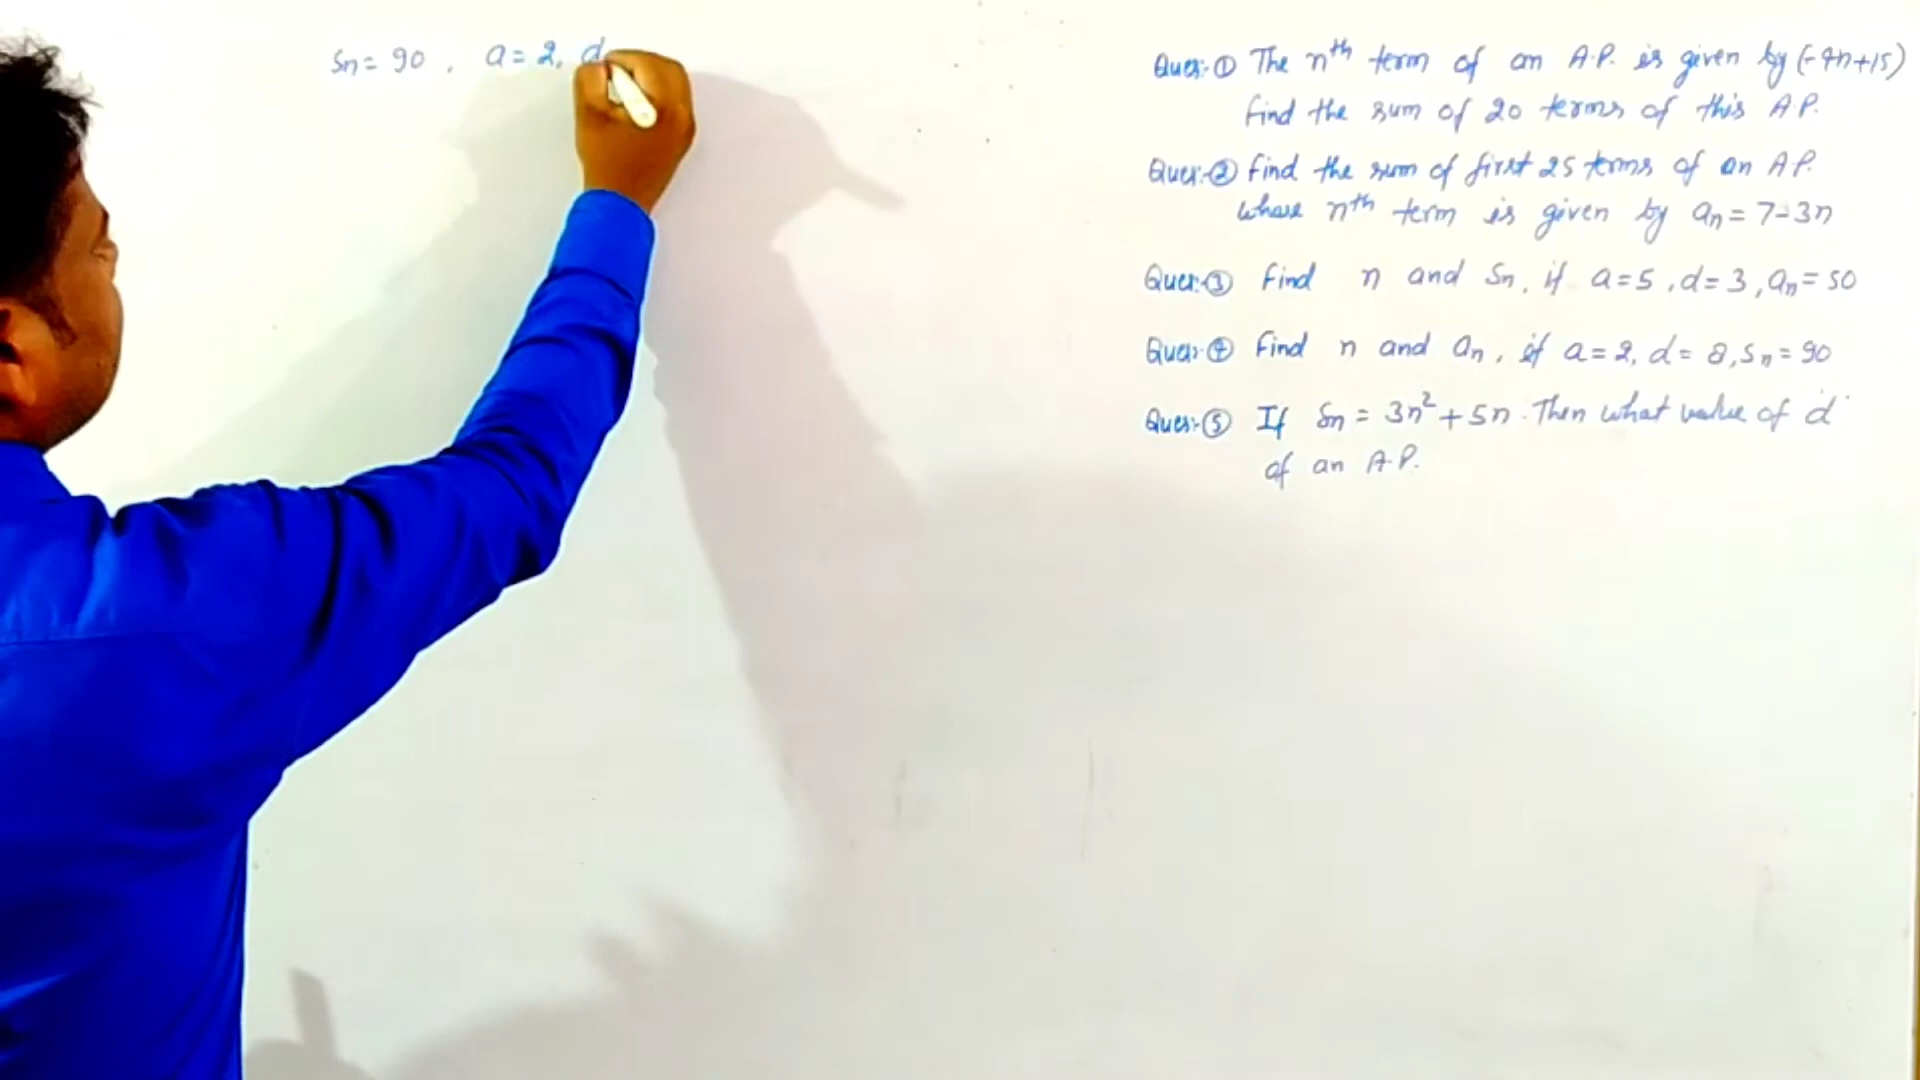 Sn = 90 , a = 2, d
Ques:-① The nth term of an A.P. is given by (-4n+15)
find the sum of 20 terms of this A.P.
Ques:-② find the sum of first 25 terms of an A.P.
whose nth term is given by an = 7-3n
Ques:-③ Find n and Sn, if a=5, d=3, an=50
Ques:-④ Find n and an, if a=2, d=8, Sn=90
Ques:-⑤ If Sn = 3n²+5n. Then what value of 'd'
of an A.P.